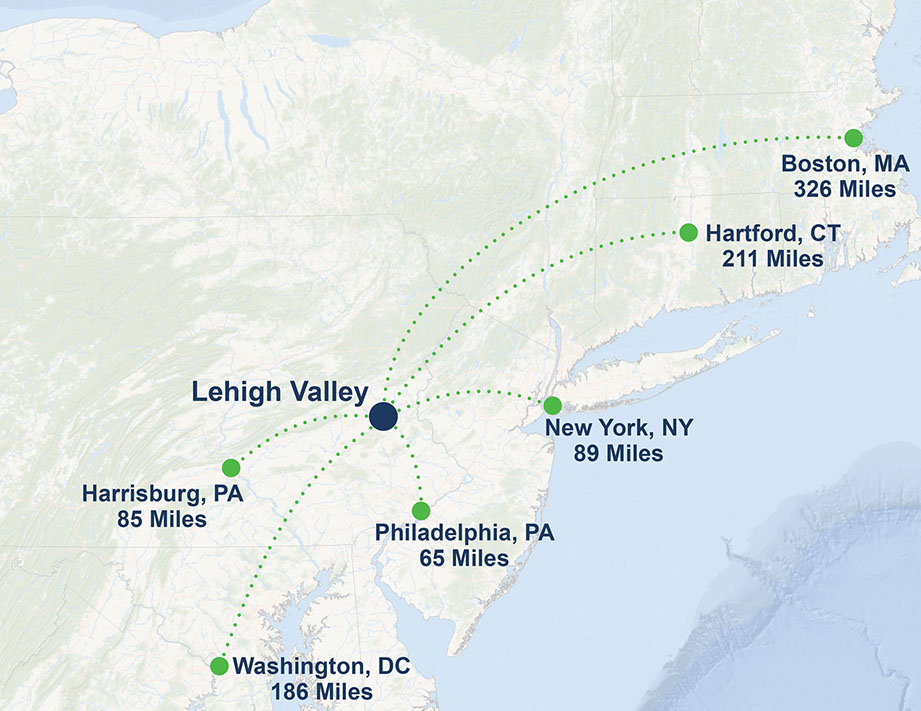 Boston, MA
326 Miles
Hartford, CT
211 Miles
Lehigh Valley
New York, NY
89 Miles
Harrisburg, PA
85 Miles
Philadelphia, PA
65 Miles
Washington, DC
186 Miles